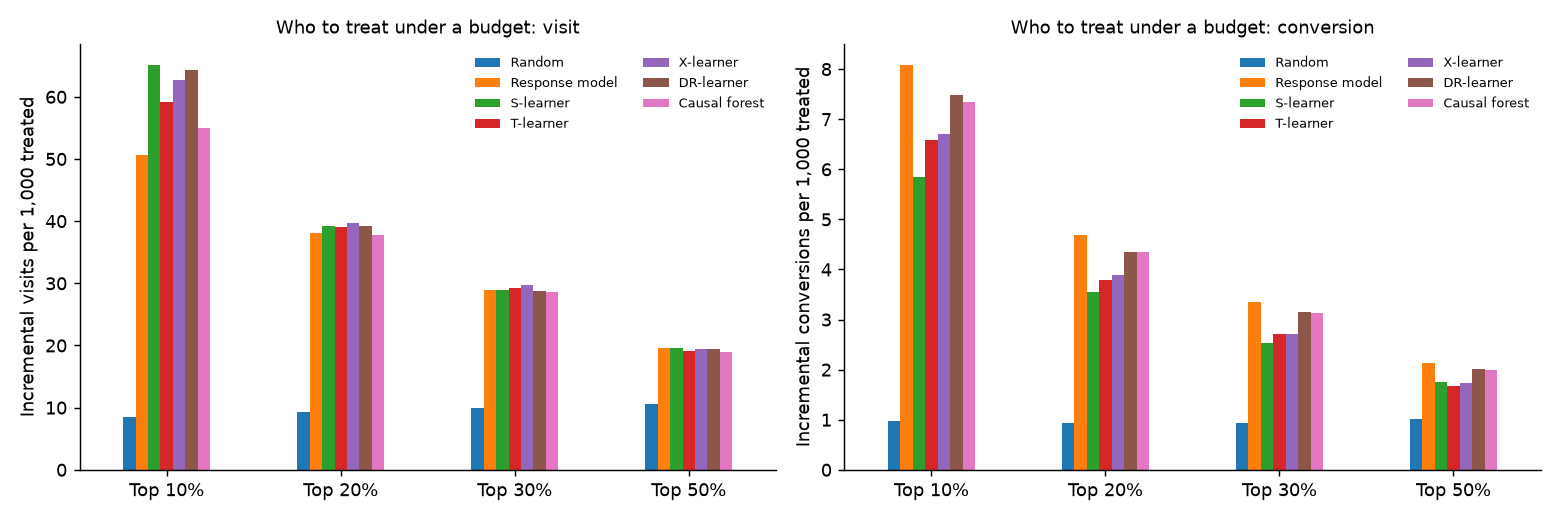 Who to treat under a budget: visit
Incremental visits per 1,000 treated
60
50
40
30
20
10
0
Random
Response model
S-learner
T-learner
X-learner
DR-learner
Causal forest
Top 10%
Top 20%
Top 30%
Top 50%
Who to treat under a budget: conversion
Incremental conversions per 1,000 treated
8
7
6
5
4
3
2
1
0
Random
Response model
S-learner
T-learner
X-learner
DR-learner
Causal forest
Top 10%
Top 20%
Top 30%
Top 50%